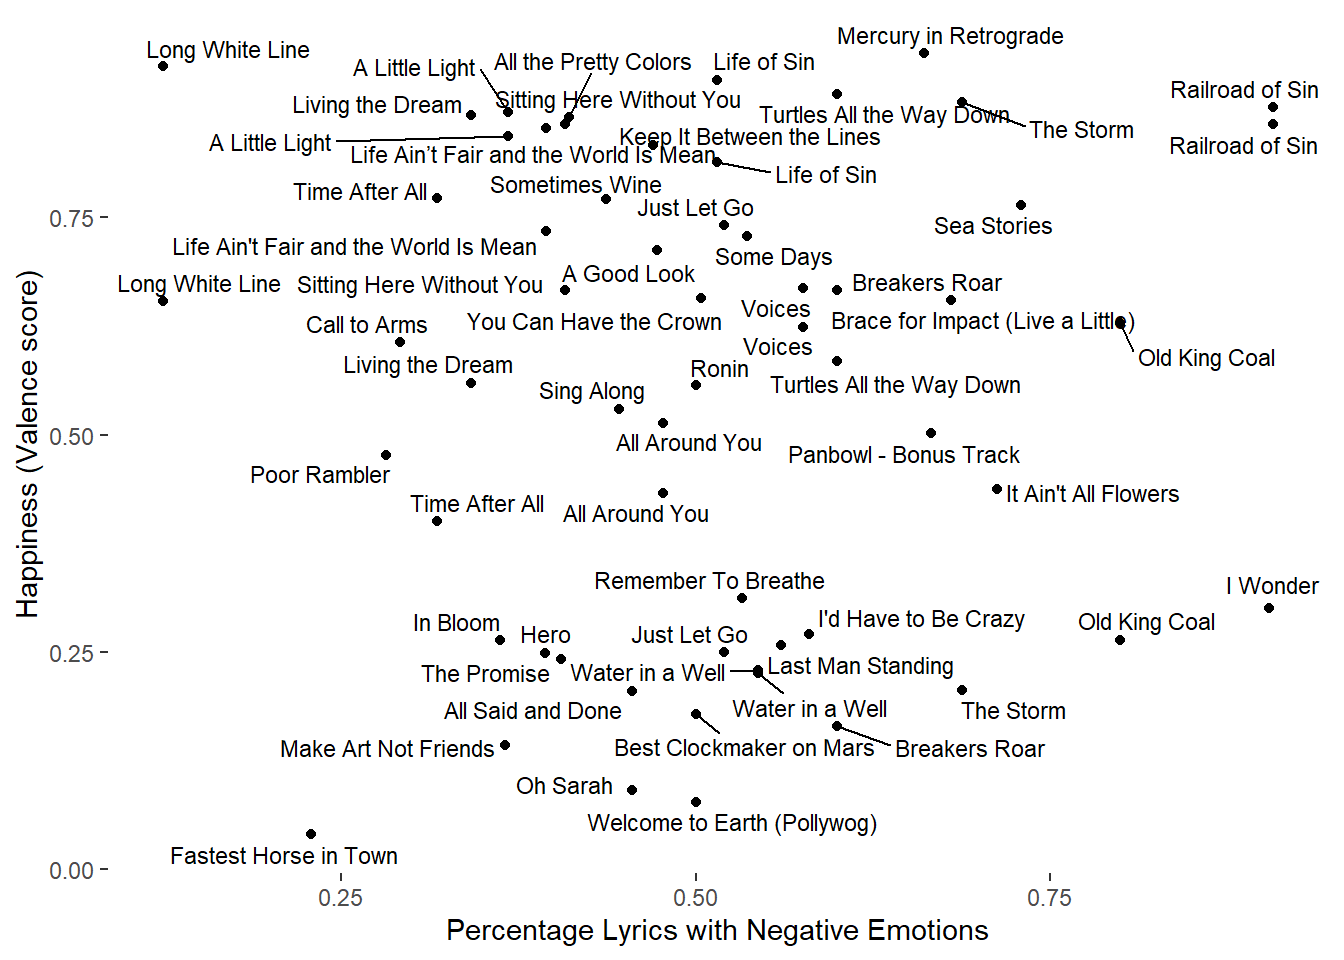 Mercury in Retrograde
Long White Line
All the Pretty Colors
Life of Sin
A Little Light
Railroad of Sin
Sitting Here Without You
Living the Dream
Turtles All the Way Down
The Storm
Keep It Between the Lines
A Little Light
Railroad of Sin
Life Ain’t Fair and the World Is Mean
Life of Sin
Sometimes Wine
Time After All
Just Let Go
0.75
Sea Stories
Life Ain't Fair and the World Is Mean
Some Days
A Good Look
Long White Line
Sitting Here Without You
Breakers Roar
Voices
Call to Arms
You Can Have the Crown
Brace for Impact (Live a Little)
Voices
Old King Coal
Living the Dream
Ronin
Turtles All the Way Down
Sing Along
0.50
All Around You
Panbowl - Bonus Track
Poor Rambler
It Ain't All Flowers
Time After All
All Around You
Happiness (Valence score)
Remember To Breathe
I Wonder
In Bloom
I'd Have to Be Crazy
Old King Coal
Hero
Just Let Go
0.25
Last Man Standing
The Promise
Water in a Well
All Said and Done
Water in a Well
The Storm
Make Art Not Friends
Best Clockmaker on Mars
Breakers Roar
Oh Sarah
Welcome to Earth (Pollywog)
Fastest Horse in Town
0.00
0.25
0.50
0.75
Percentage Lyrics with Negative Emotions